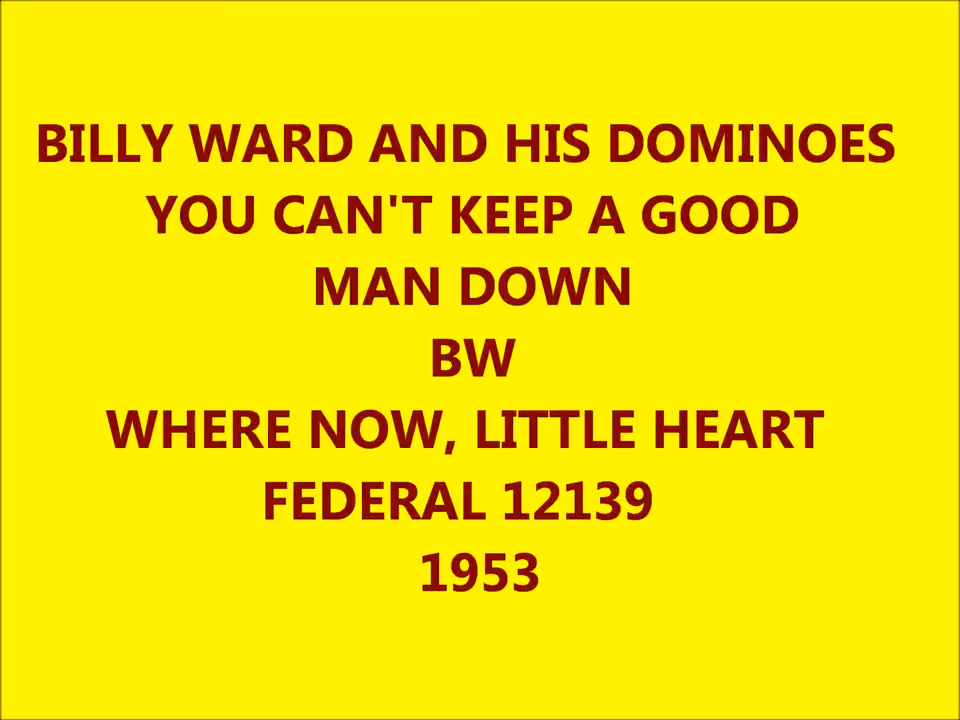 BILLY WARD AND HIS DOMINOES
YOU CAN'T KEEP A GOOD
MAN DOWN
BW
WHERE NOW, LITTLE HEART
FEDERAL 12139
1953